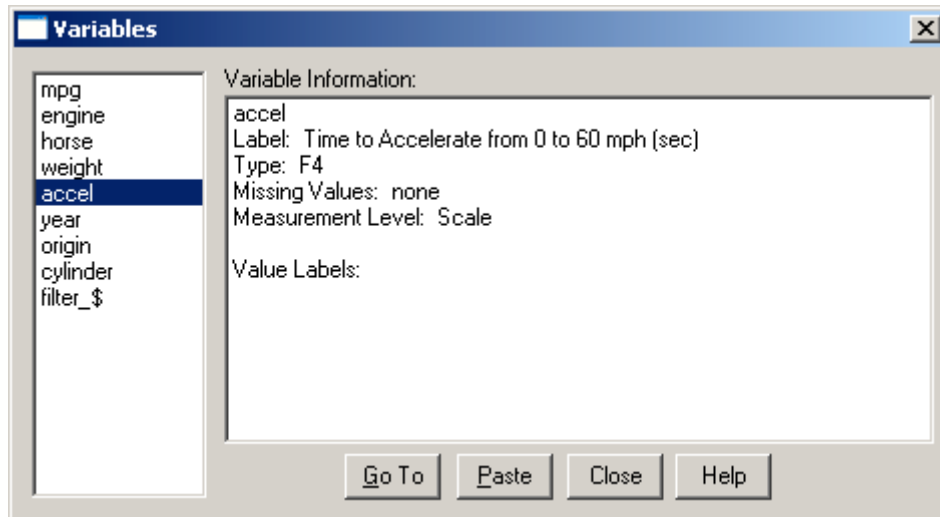 Variables
mpg
engine
horse
weight
accel
year
origin
cylinder
filter_$
Variable Information:
accel
Label:  Time to Accelerate from 0 to 60 mph (sec)
Type:  F4
Missing Values:  none
Measurement Level:  Scale
Value Labels:
Go To
Paste
Close
Help